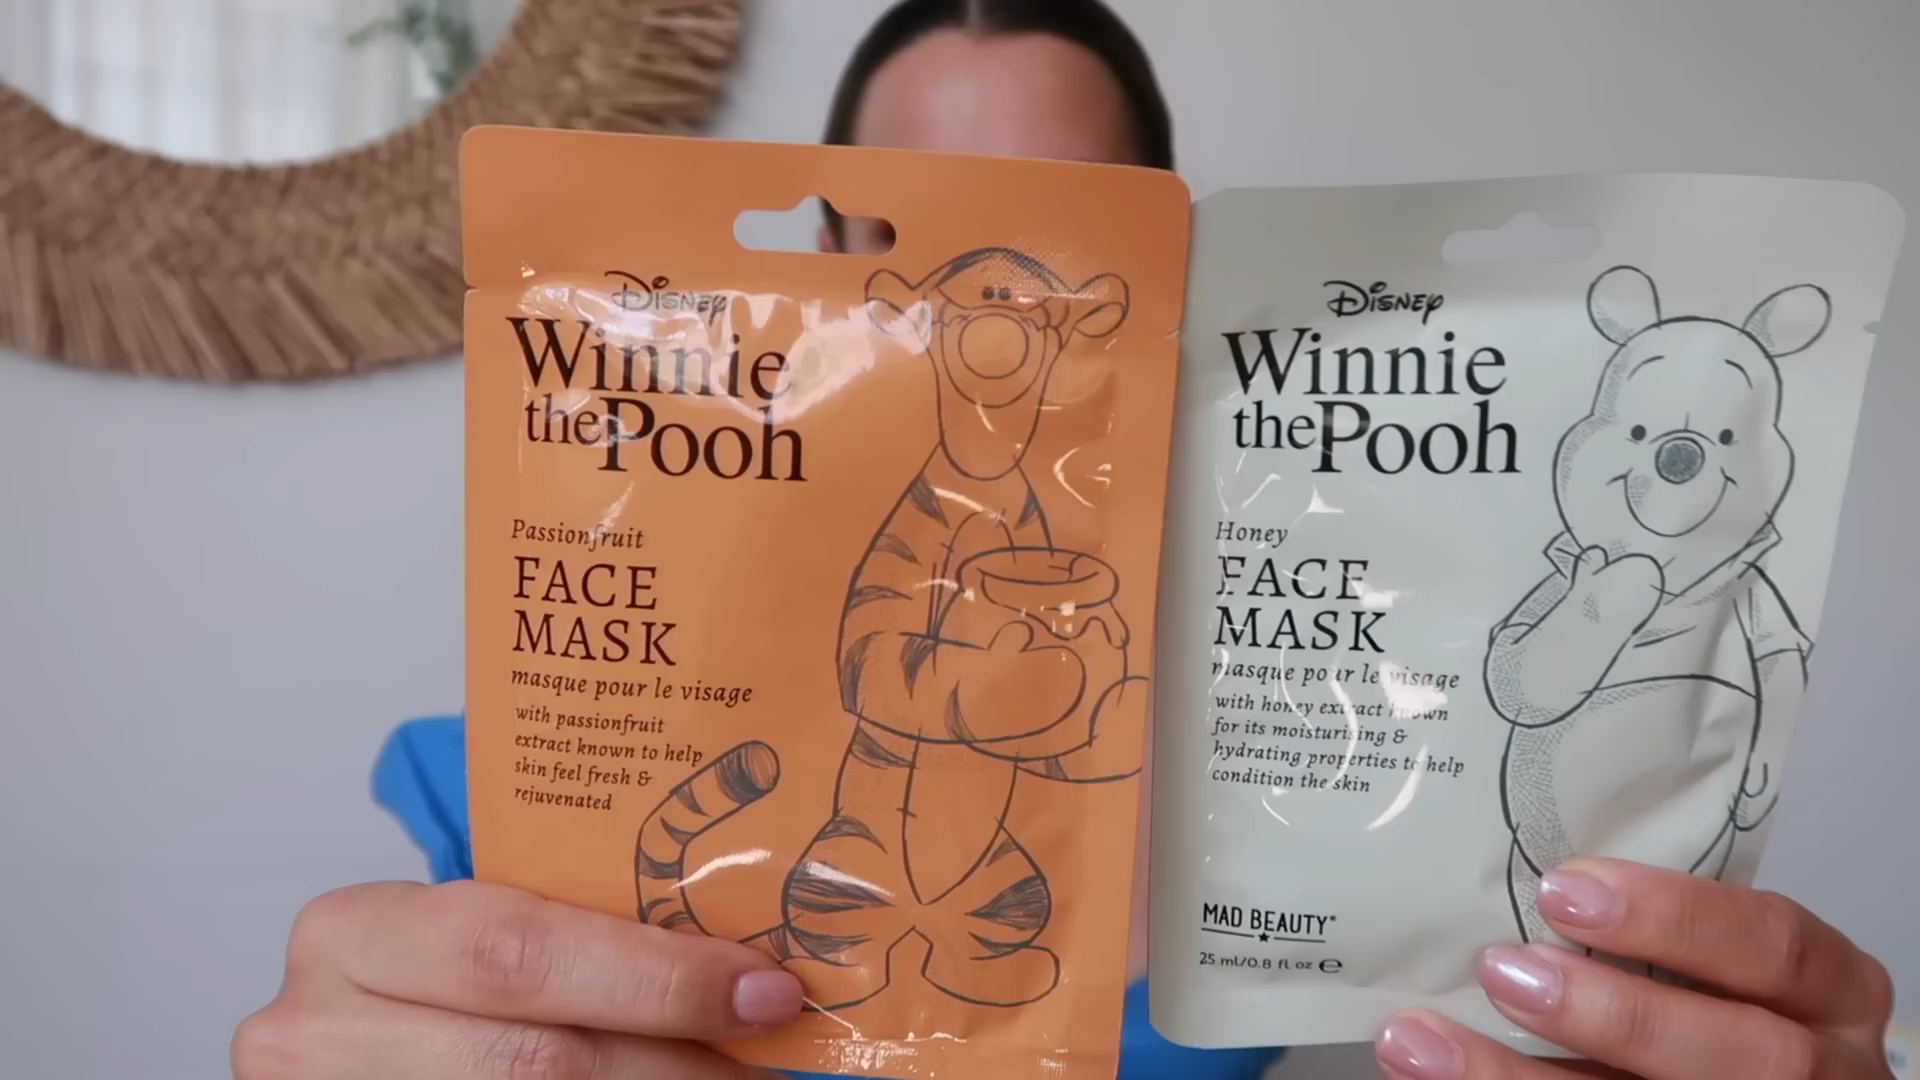 Disney
Winnie
the Pooh
Passionfruit
FACE
MASK
masque pour le visage
with passionfruit
extract known to help
skin feel fresh &
rejuvenated
Disney
Winnie
the Pooh
Honey
FACE
MASK
masque pour le visage
with honey extract known
for its moisturising &
hydrating properties to help
condition the skin
MAD BEAUTY
25 ml/0.8 fl oz ℮